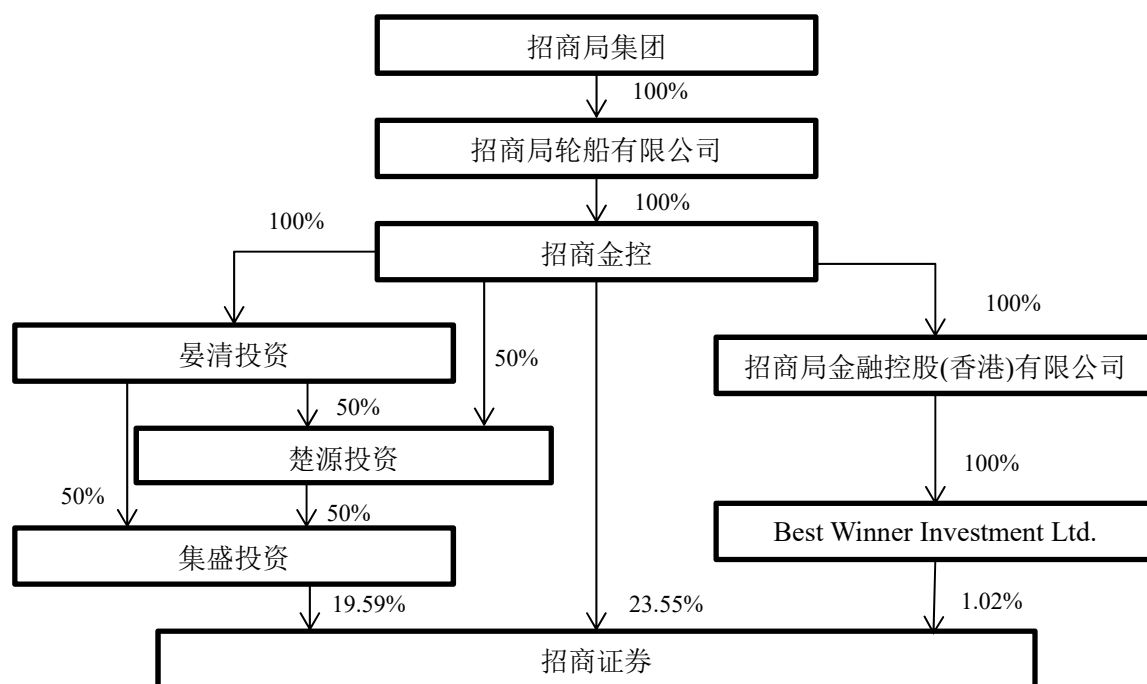 招商局集团
100%
招商局轮船有限公司
100%
招商金控
100%
100%
晏清投资
50%
招商局金融控股(香港)有限公司
50%
楚源投资
100%
50%
50%
Best Winner Investment Ltd.
集盛投资
19.59%
23.55%
1.02%
招商证券